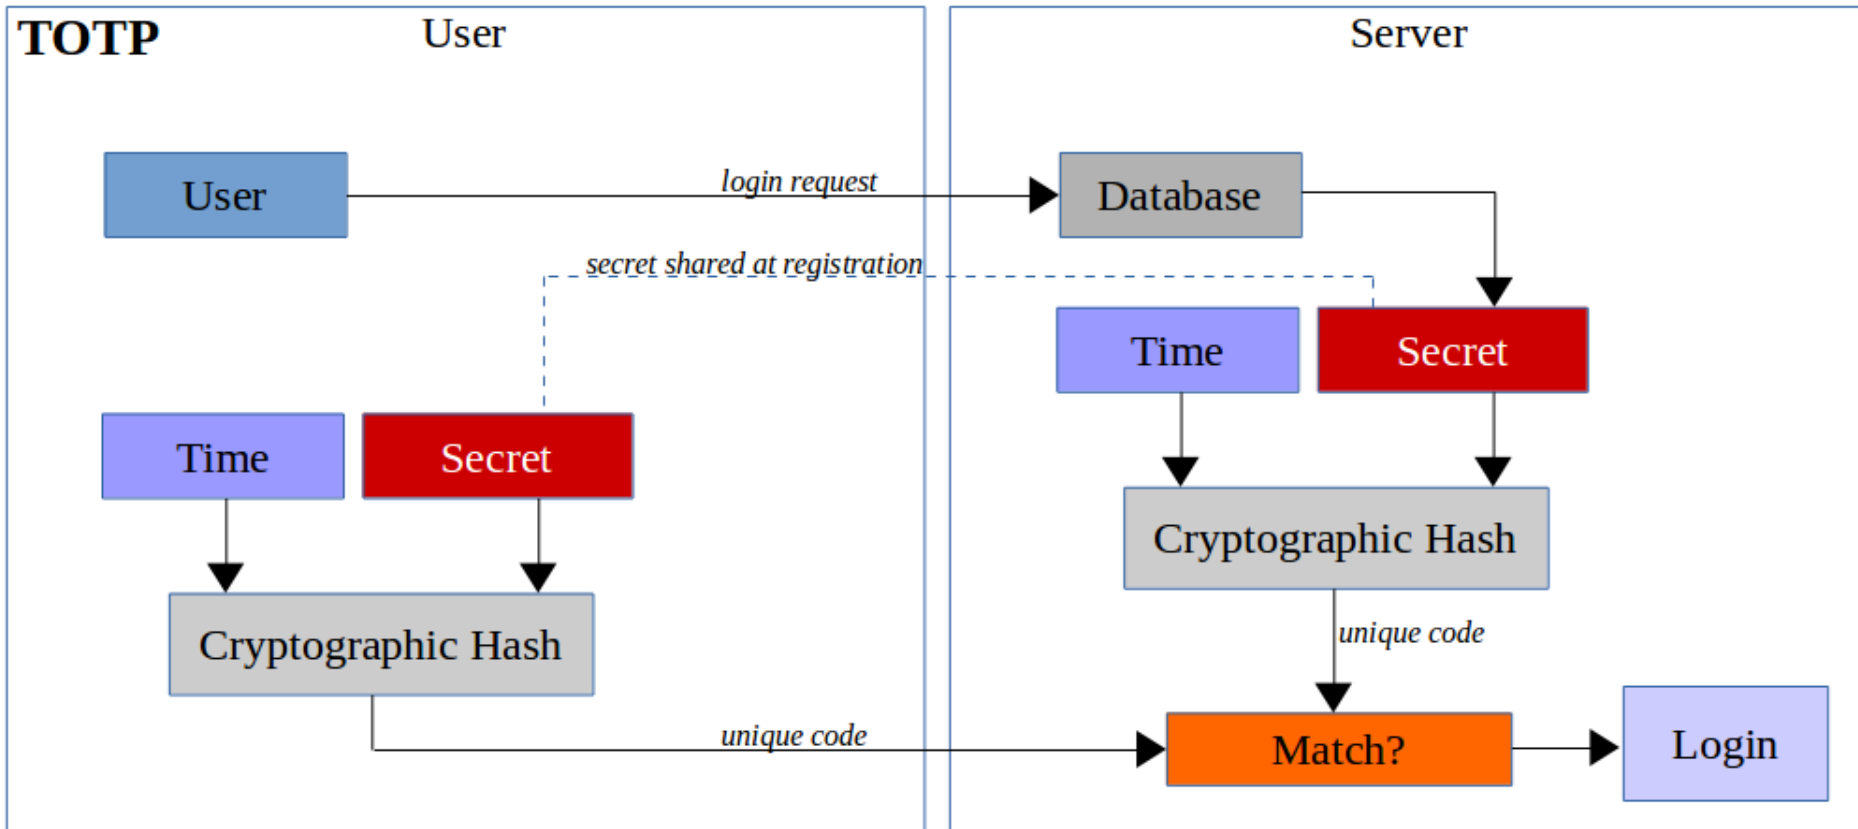 TOTP
User
Server
User
login request
Database
secret shared at registration
Time
Secret
Time
Secret
Cryptographic Hash
Cryptographic Hash
unique code
unique code
Match?
Login